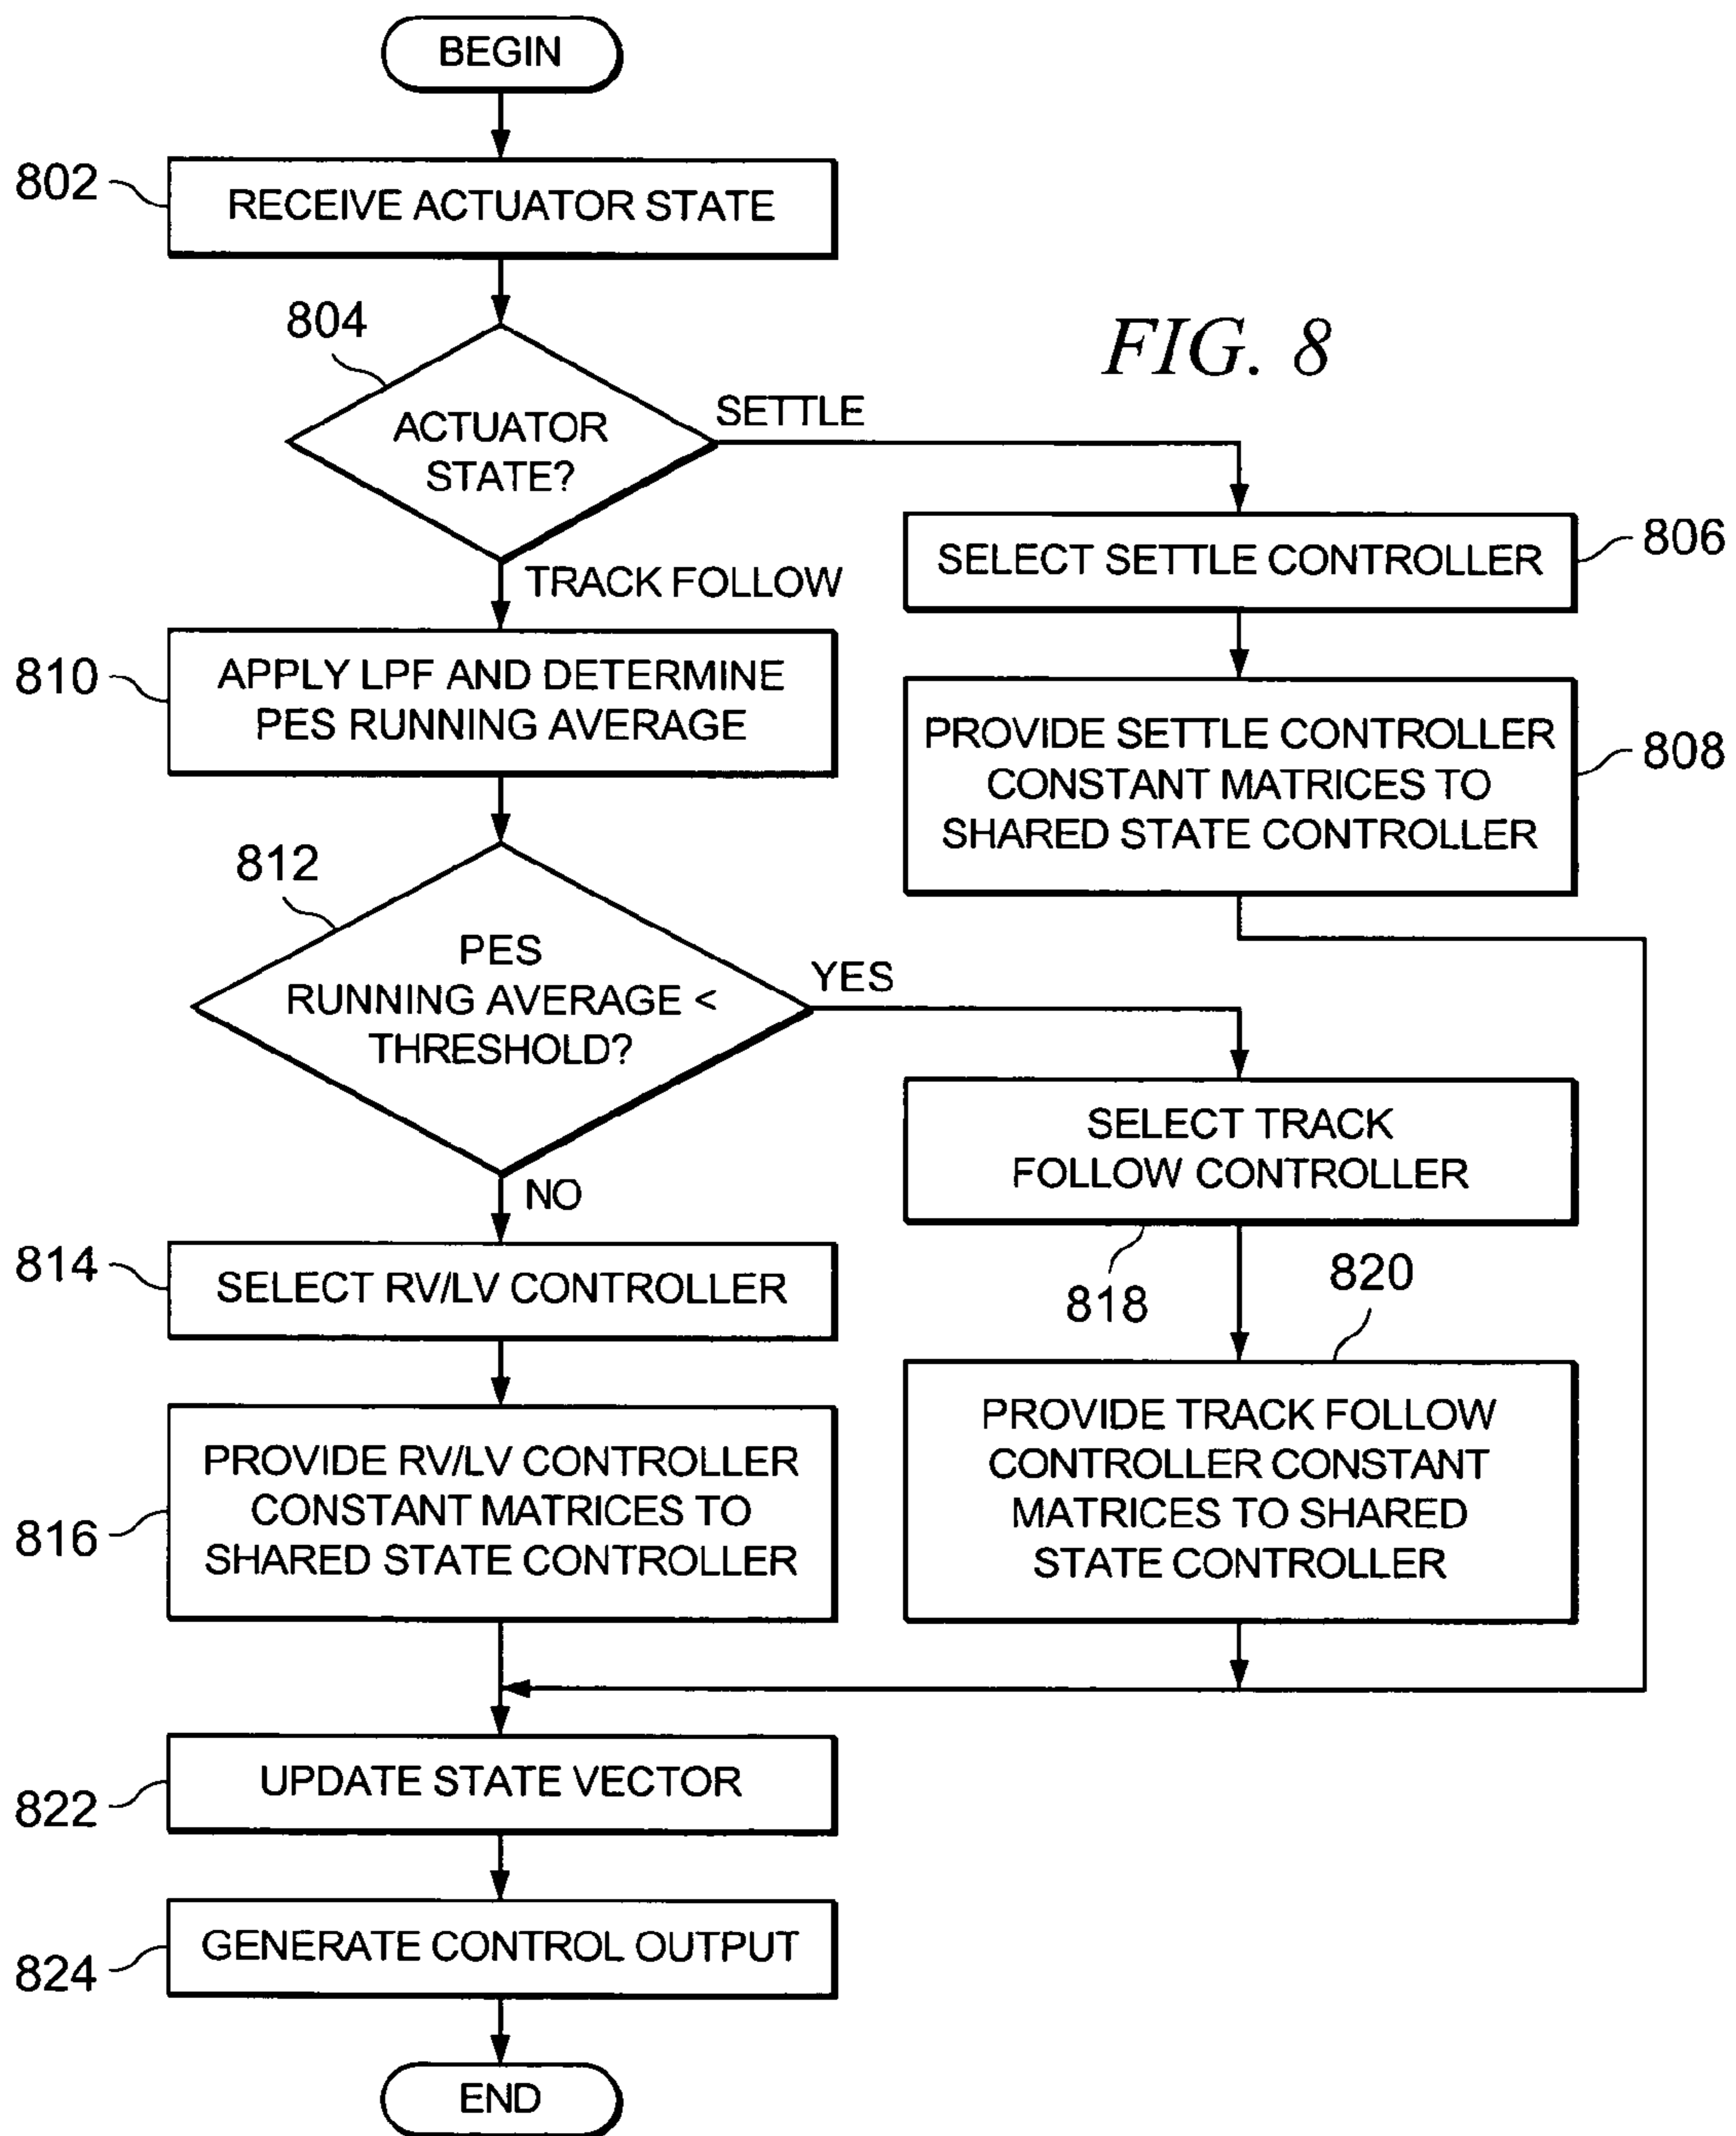 BEGIN
802
RECEIVE ACTUATOR STATE
804
FIG. 8
ACTUATOR
STATE?
SETTLE
806
SELECT SETTLE CONTROLLER
TRACK FOLLOW
810
APPLY LPF AND DETERMINE
PES RUNNING AVERAGE
808
PROVIDE SETTLE CONTROLLER
CONSTANT MATRICES TO
SHARED STATE CONTROLLER
812
PES
RUNNING AVERAGE <
THRESHOLD?
YES
NO
SELECT TRACK
FOLLOW CONTROLLER
818
814
SELECT RV/LV CONTROLLER
820
816
PROVIDE RV/LV CONTROLLER
CONSTANT MATRICES TO
SHARED STATE CONTROLLER
PROVIDE TRACK FOLLOW
CONTROLLER CONSTANT
MATRICES TO SHARED
STATE CONTROLLER
822
UPDATE STATE VECTOR
824
GENERATE CONTROL OUTPUT
END